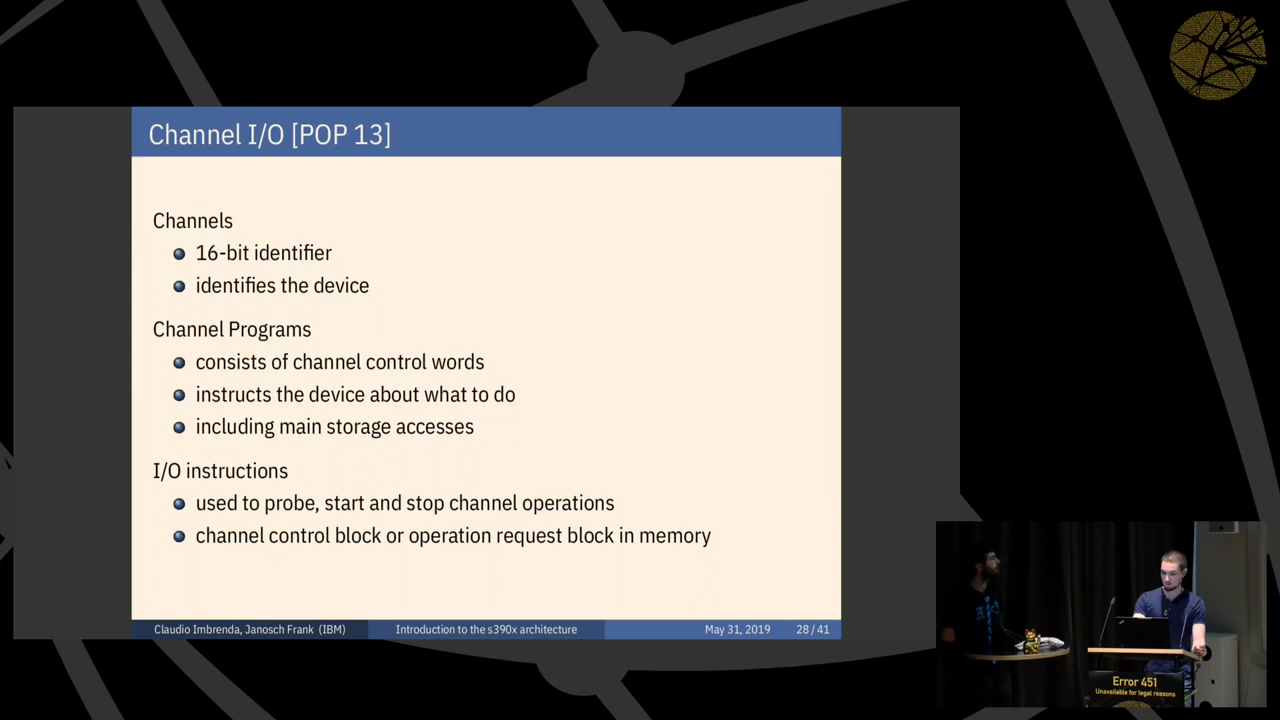 Channel I/O [POP 13]
Channels
16-bit identifier
identifies the device
Channel Programs
consists of channel control words
instructs the device about what to do
including main storage accesses
I/O instructions
used to probe, start and stop channel operations
channel control block or operation request block in memory
Claudio Imbrenda, Janosch Frank (IBM) Introduction to the s390x architecture May 31, 2019 28 / 41
Error 451
Unavailable for legal reasons